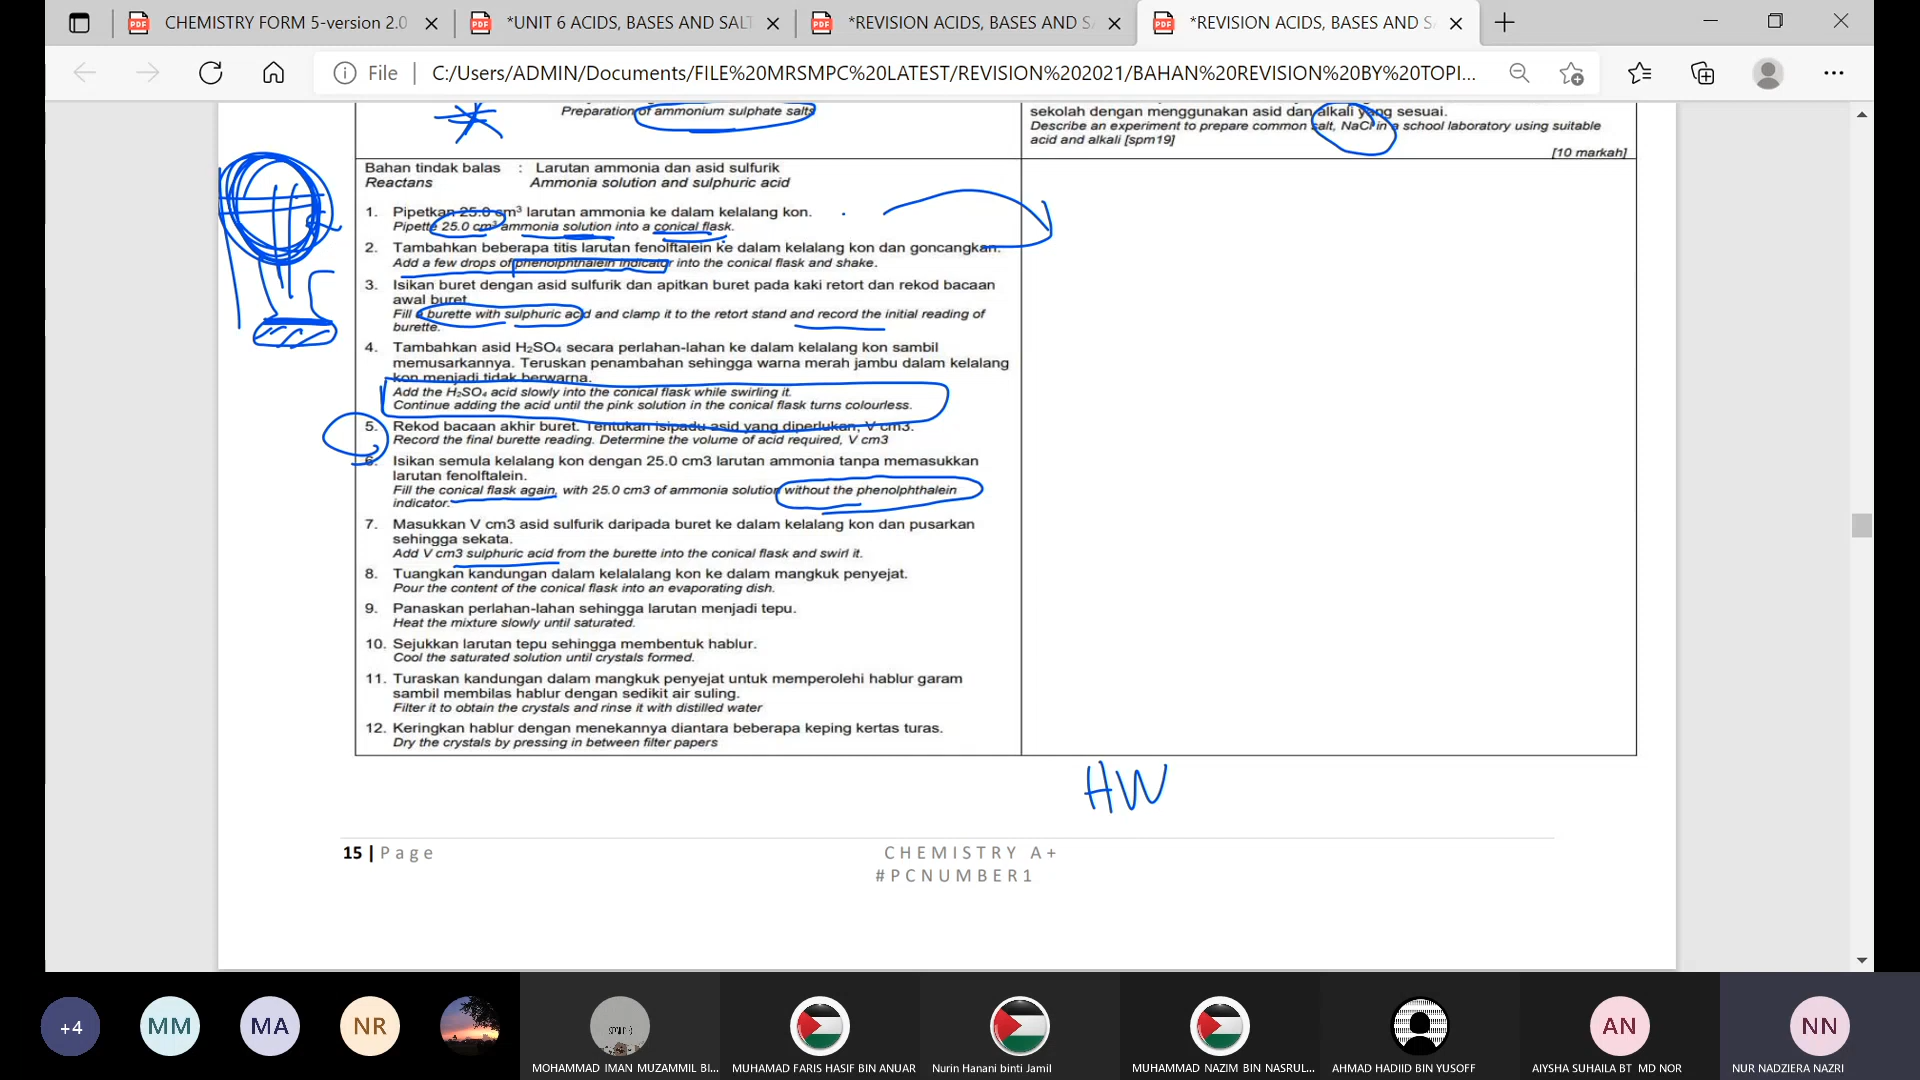 CHEMISTRY FORM 5-version 2.0
*UNIT 6 ACIDS, BASES AND SALT
*REVISION ACIDS, BASES AND SA
*REVISION ACIDS, BASES AND SA
File
C:/Users/ADMIN/Documents/FILE%20MRSMPC%20LATEST/REVISION%202021/BAHAN%20REVISION%20BY%20TOPI...
Preparation of ammonium sulphate salts
sekolah dengan menggunakan asid dan alkali yang sesuai.
Describe an experiment to prepare common salt, NaCl in a school laboratory using suitable
acid and alkali [spm19]
[10 markah]
Bahan tindak balas : Larutan ammonia dan asid sulfurik
Reactans Ammonia solution and sulphuric acid
1. Pipetkan 25.0 cm³ larutan ammonia ke dalam kelalang kon.
Pipette 25.0 cm³ ammonia solution into a conical flask.
2. Tambahkan beberapa titis larutan fenolftalein ke dalam kelalang kon dan goncangkan.
Add a few drops of phenolphthalein indicator into the conical flask and shake.
3. Isikan buret dengan asid sulfurik dan apitkan buret pada kaki retort dan rekod bacaan
awal buret
Fill a burette with sulphuric acid and clamp it to the retort stand and record the initial reading of
burette.
4. Tambahkan asid H₂SO₄ secara perlahan-lahan ke dalam kelalang kon sambil
memusarkannya. Teruskan penambahan sehingga warna merah jambu dalam kelalang
kon menjadi tidak berwarna.
Add the H₂SO₄ acid slowly into the conical flask while swirling it.
Continue adding the acid until the pink solution in the conical flask turns colourless.
5. Rekod bacaan akhir buret. Tentukan isipadu asid yang diperlukan, V cm3.
Record the final burette reading. Determine the volume of acid required, V cm3
6. Isikan semula kelalang kon dengan 25.0 cm3 larutan ammonia tanpa memasukkan
larutan fenolftalein.
Fill the conical flask again, with 25.0 cm3 of ammonia solution without the phenolphthalein
indicator.
7. Masukkan V cm3 asid sulfurik daripada buret ke dalam kelalang kon dan pusarkan
sehingga sekata.
Add V cm3 sulphuric acid from the burette into the conical flask and swirl it.
8. Tuangkan kandungan dalam kelalalang kon ke dalam mangkuk penyejat.
Pour the content of the conical flask into an evaporating dish.
9. Panaskan perlahan-lahan sehingga larutan menjadi tepu.
Heat the mixture slowly until saturated.
10. Sejukkan larutan tepu sehingga membentuk hablur.
Cool the saturated solution until crystals formed.
11. Turaskan kandungan dalam mangkuk penyejat untuk memperolehi hablur garam
sambil membilas hablur dengan sedikit air suling.
Filter it to obtain the crystals and rinse it with distilled water
12. Keringkan hablur dengan menekannya diantara beberapa keping kertas turas.
Dry the crystals by pressing in between filter papers
HW
15 | Page
CHEMISTRY A+
#PCNUMBER1
+4
MM
MA
NR
AN
NN
MOHAMMAD IMAN MUZAMMIL BI...
MUHAMAD FARIS HASIF BIN ANUAR
Nurin Hanani binti Jamil
MUHAMMAD NAZIM BIN NASRUL...
AHMAD HADIID BIN YUSOFF
AIYSHA SUHAILA BT MD NOR
NUR NADZIERA NAZRI